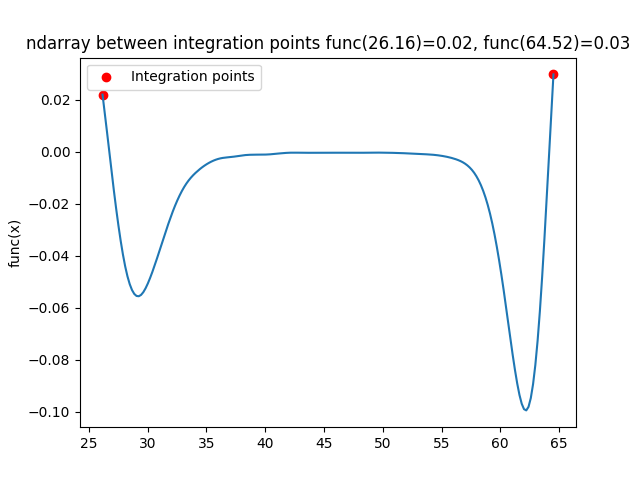 ndarray between integration points func(26.16)=0.02, func(64.52)=0.03
Integration points
func(x)
0.02
0.00
−0.02
−0.04
−0.06
−0.08
−0.10
25 30 35 40 45 50 55 60 65